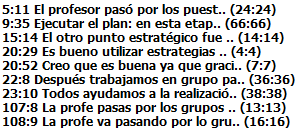 5:11 El profesor pasó por los puest.. (24:24)
9:35 Ejecutar el plan: en esta etap.. (66:66)
15:14 El otro punto estratégico fue .. (14:14)
20:29 Es bueno utilizar estrategias .. (4:4)
20:52 Creo que es buena ya que graci.. (7:7)
22:8 Después trabajamos en grupo pa.. (36:36)
23:10 Todos ayudamos a la realizació.. (38:38)
107:8 La profe pasas por los grupos .. (13:13)
108:9 La profe va pasando por lo gru.. (16:16)